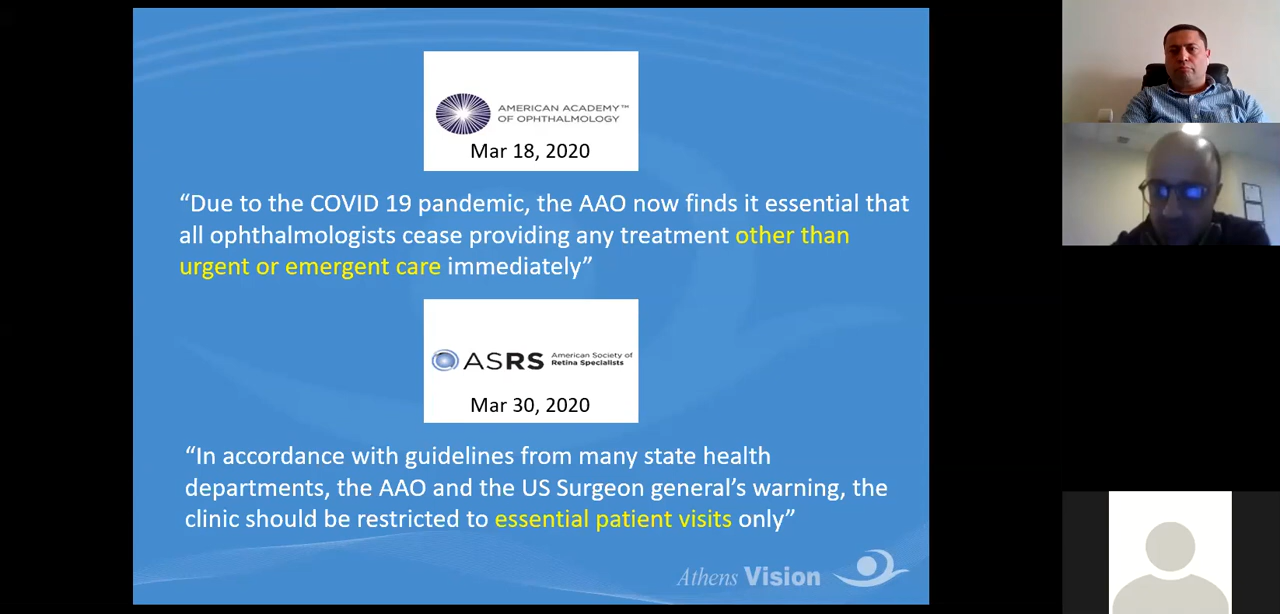 AMERICAN ACADEMY™
OF OPHTHALMOLOGY
Mar 18, 2020
“Due to the COVID 19 pandemic, the AAO now finds it essential that
all ophthalmologists cease providing any treatment other than
urgent or emergent care immediately”
ASRS American Society of
Retina Specialists
Mar 30, 2020
“In accordance with guidelines from many state health
departments, the AAO and the US Surgeon general’s warning, the
clinic should be restricted to essential patient visits only”
Athens Vision